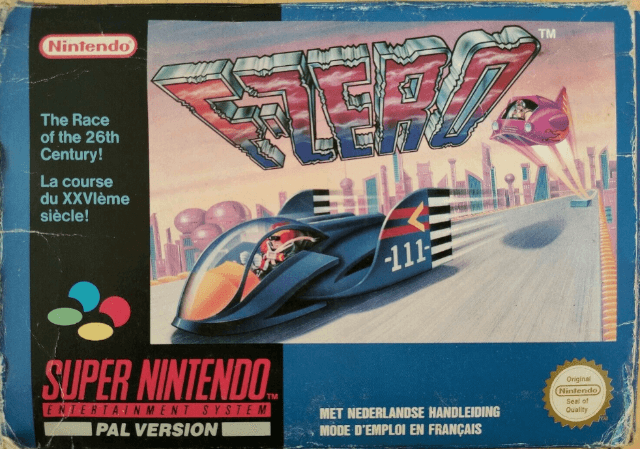 Nintendo
F-ZERO
TM
The Race
of the 26th
Century!
La course
du XXVIème
siècle!
-111-
SUPER NINTENDO
TM
ENTERTAINMENT SYSTEM
PAL VERSION
MET NEDERLANDSE HANDLEIDING
MODE D'EMPLOI EN FRANÇAIS
Original
Nintendo
Seal of
Quality